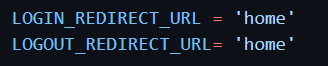 LOGIN_REDIRECT_URL = 'home'
LOGOUT_REDIRECT_URL= 'home'